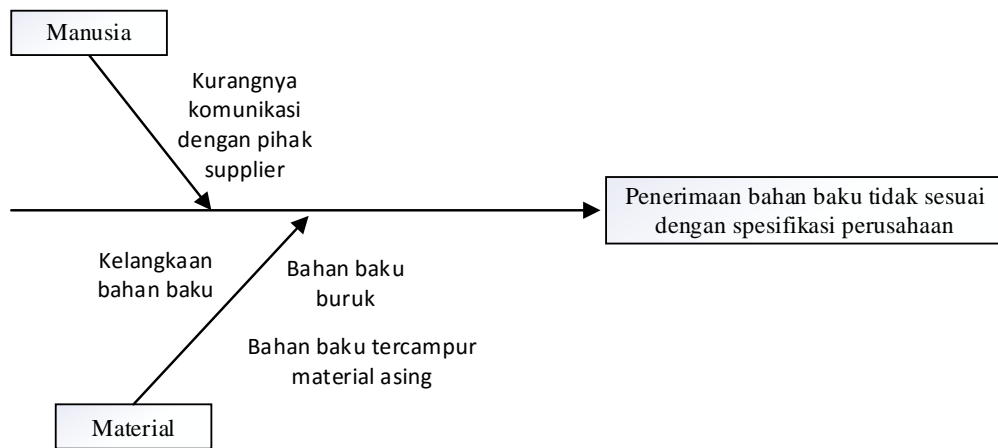 Manusia
Kurangnya
komunikasi
dengan pihak
supplier
Penerimaan bahan baku tidak sesuai
dengan spesifikasi perusahaan
Kelangkaan
bahan baku
Bahan baku
buruk
Bahan baku tercampur
material asing
Material